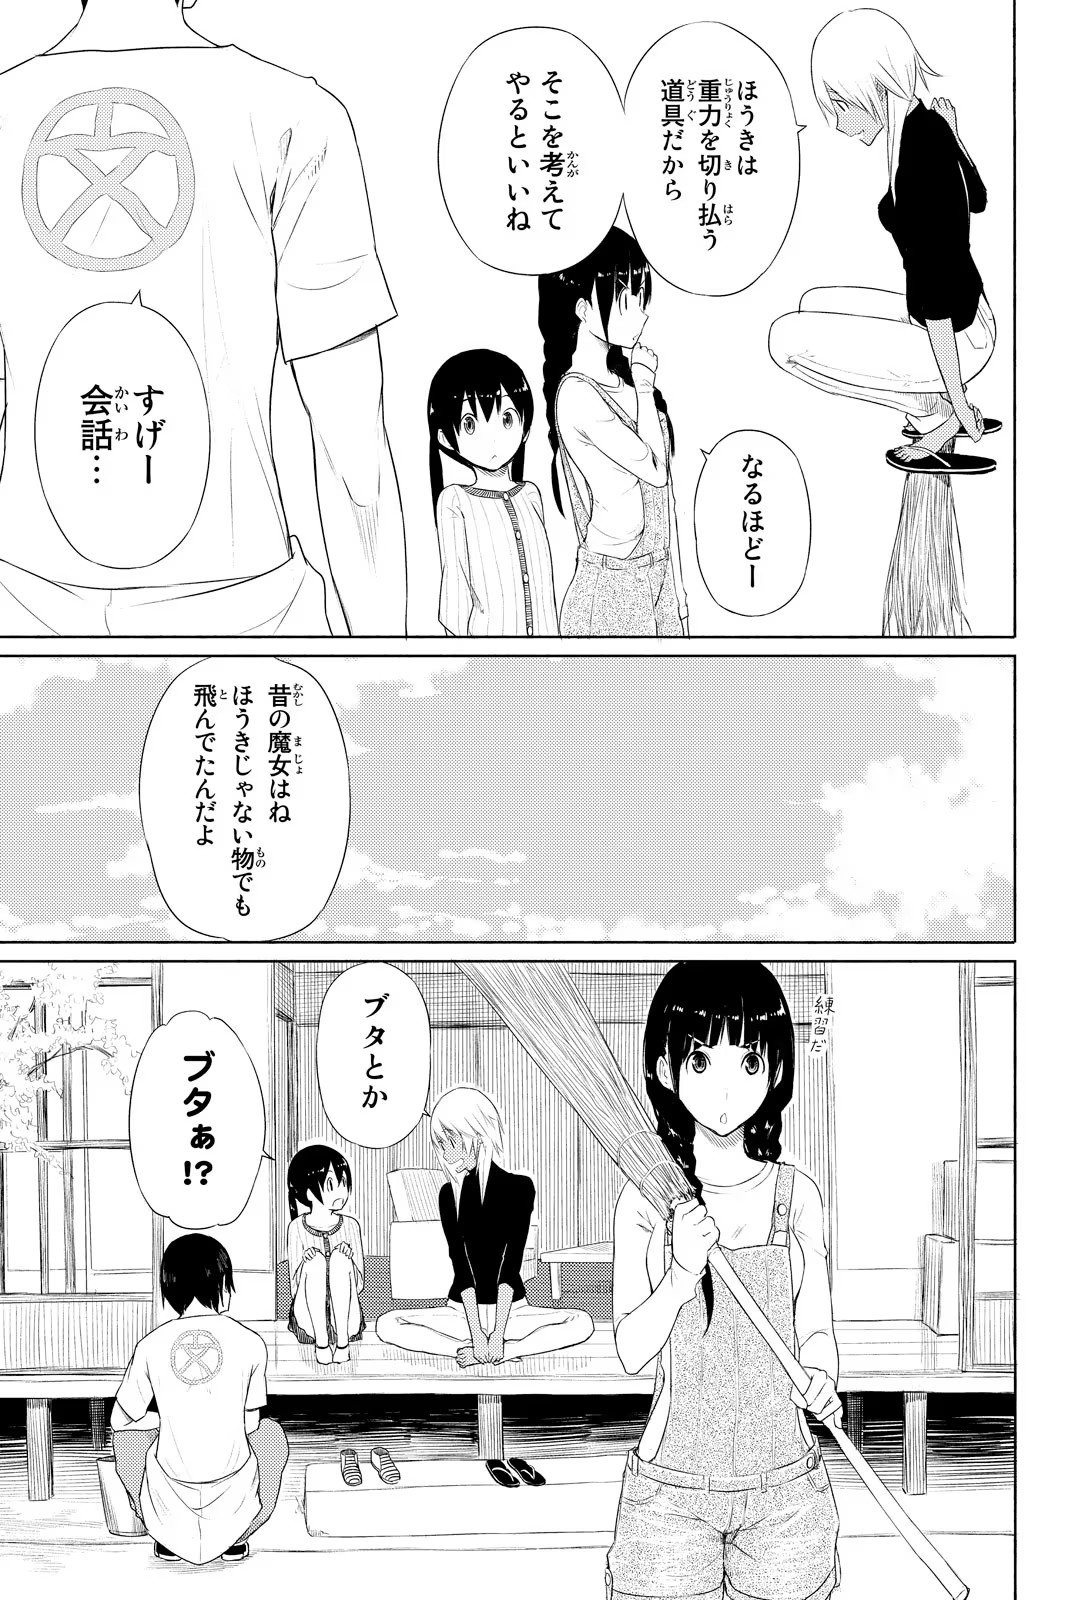 ほうきは
重力を切り払う
道具だから
そこを考えて
やるといいね
なるほどー
すげー
会話…
昔の魔女はね
ほうきじゃない物でも
飛んでたんだよ
練習だ
ブタとか
ブタぁ!?